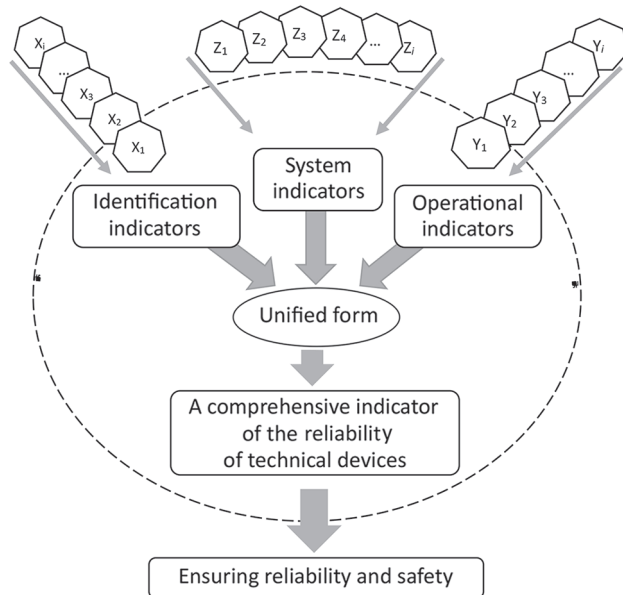 Xᵢ
...
X₃
X₂
X₁
Z₁
Z₂
Z₃
Z₄
...
Zᵢ
Yᵢ
...
Y₃
Y₂
Y₁
System
indicators
Identification
indicators
Operational
indicators
Unified form
A comprehensive indicator
of the reliability
of technical devices
Ensuring reliability and safety